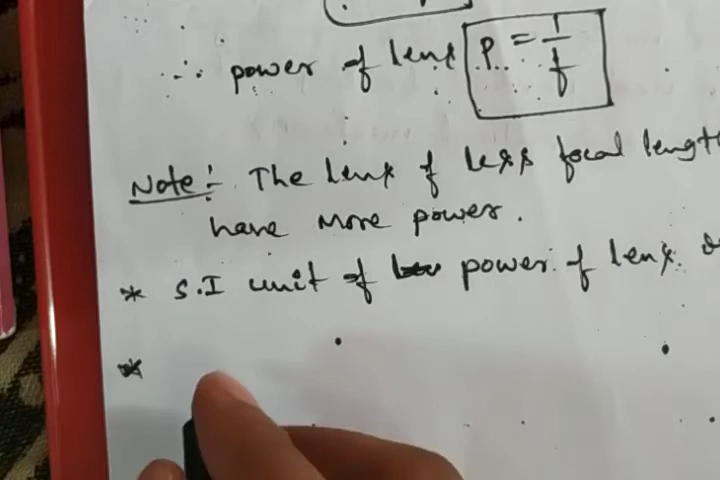 ∴ power of lens P. = 1/f
Note:- The lens of less focal length
have more power.
* S.I unit of power of lens.
*